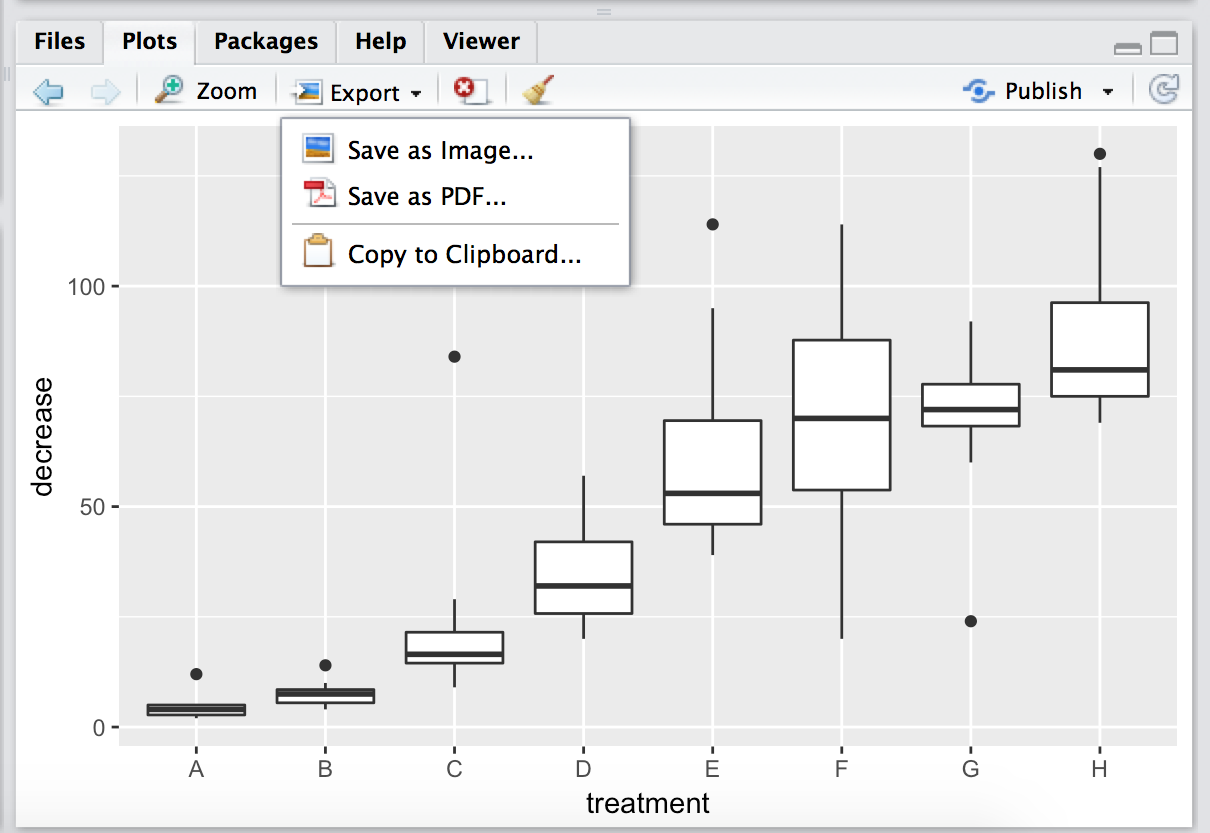 Files Plots Packages Help Viewer
Zoom Export Publish
Save as Image...
Save as PDF...
Copy to Clipboard...
100
50
0
decrease
A B C D E F G H
treatment